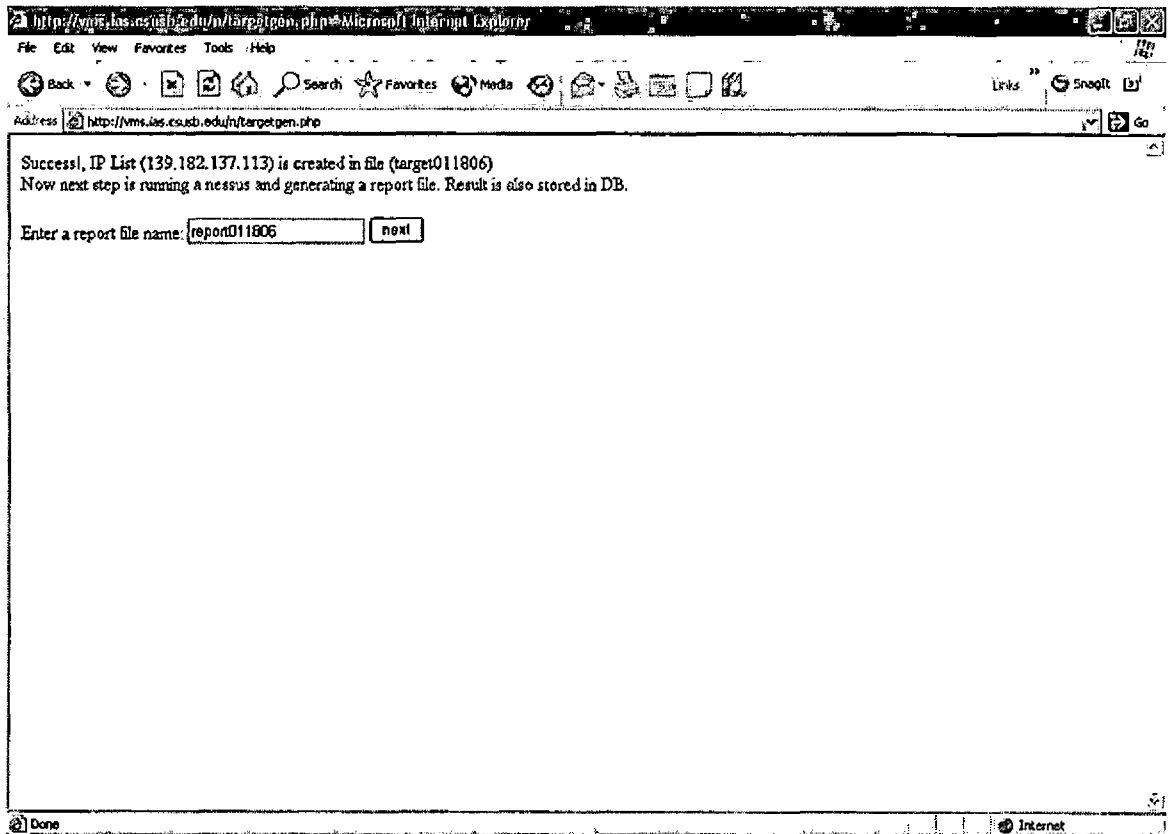 http://vms.ias.csusb.edu/n/targetgen.php - Microsoft Internet Explorer
File Edit View Favorites Tools Help
Back Search Favorites Media Links » SnagIt
Address http://vms.ias.csusb.edu/n/targetgen.php Go
Success!, IP List (139.182.137.113) is created in file (target011806)
Now next step is running a nessus and generating a report file. Result is also stored in DB.
Enter a report file name: report011806 next
Done Internet